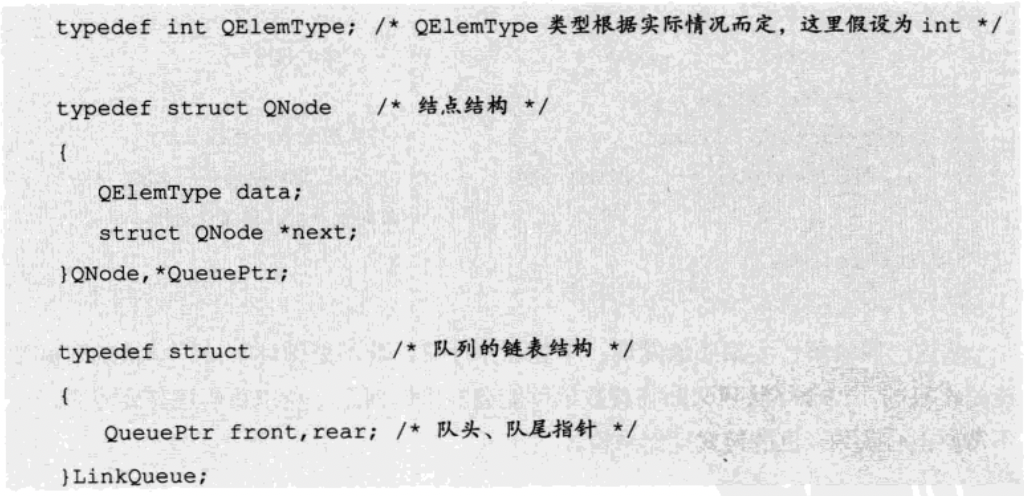 typedef int QElemType; /* QElemType 类型根据实际情况而定，这里假设为 int */
typedef struct QNode /* 结点结构 */
{
QElemType data;
struct QNode *next;
}QNode,*QueuePtr;
typedef struct /* 队列的链表结构 */
{
QueuePtr front,rear; /* 队头、队尾指针 */
}LinkQueue;